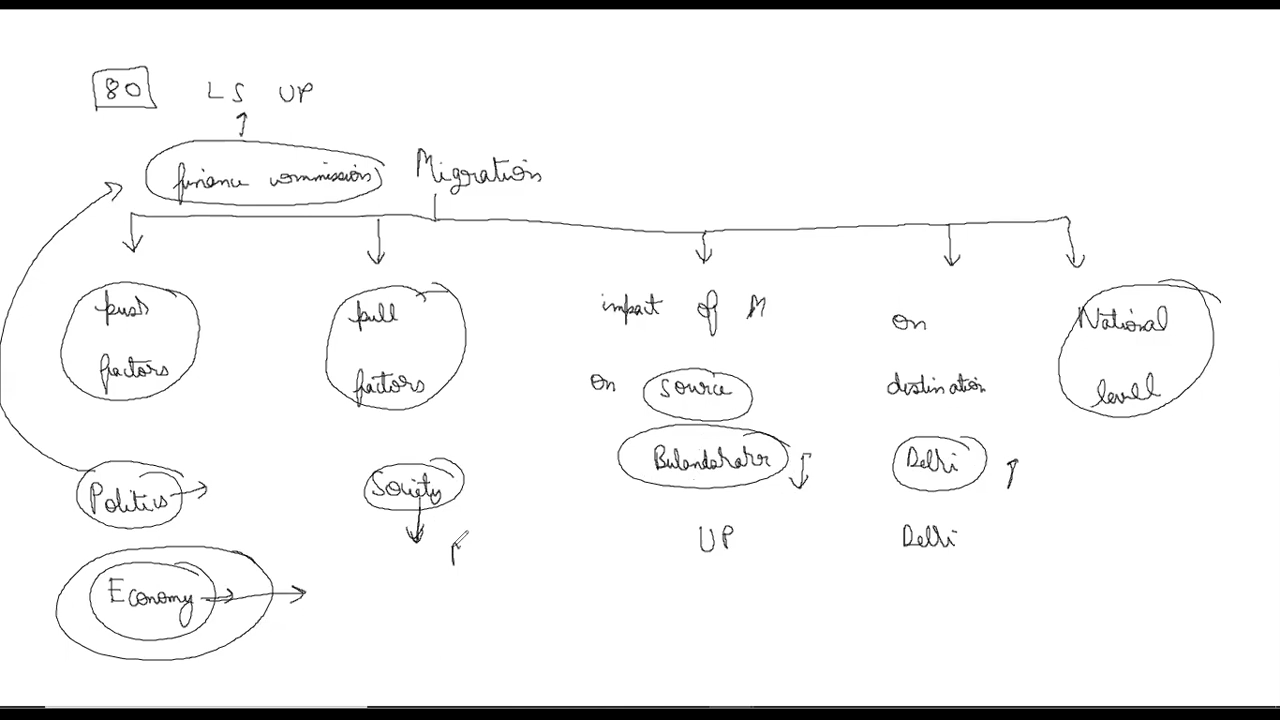 80 LS UP
finance commission Migration
push pull impact of M on National
factors factors on source destination level
Politics Society Bulandshahr Delhi
UP Delhi
Economy